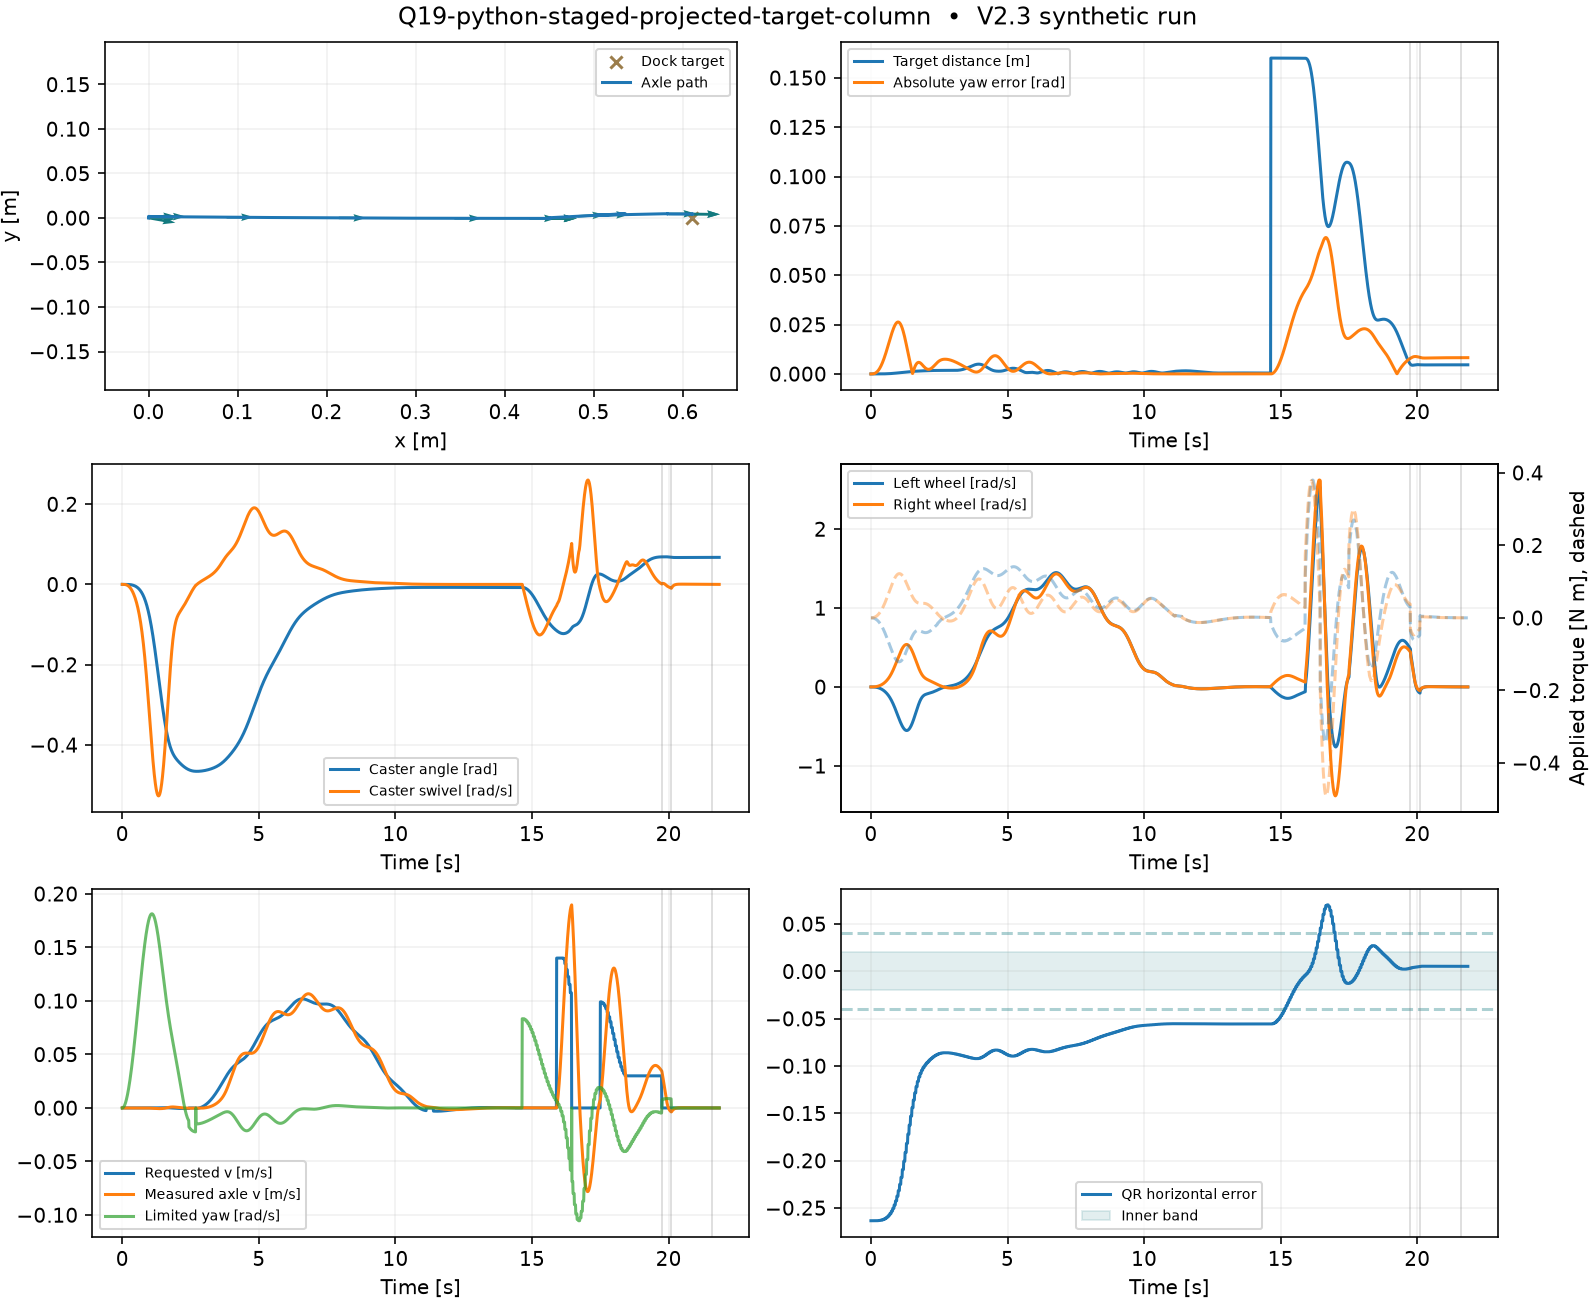 Q19-python-staged-projected-target-column • V2.3 synthetic run
Dock target
Axle path
0.15
0.10
0.05
0.00
−0.05
−0.10
−0.15
y [m]
0.0 0.1 0.2 0.3 0.4 0.5 0.6
x [m]
Target distance [m]
Absolute yaw error [rad]
0.150
0.125
0.100
0.075
0.050
0.025
0.000
0 5 10 15 20
Time [s]
0.2
0.0
−0.2
−0.4
Caster angle [rad]
Caster swivel [rad/s]
0 5 10 15 20
Time [s]
Left wheel [rad/s]
Right wheel [rad/s]
2
1
0
−1
0.4
0.2
0.0
−0.2
−0.4
Applied torque [N m], dashed
0 5 10 15 20
Time [s]
0.20
0.15
0.10
0.05
0.00
−0.05
−0.10
Requested v [m/s]
Measured axle v [m/s]
Limited yaw [rad/s]
0 5 10 15 20
Time [s]
0.05
0.00
−0.05
−0.10
−0.15
−0.20
−0.25
QR horizontal error
Inner band
0 5 10 15 20
Time [s]